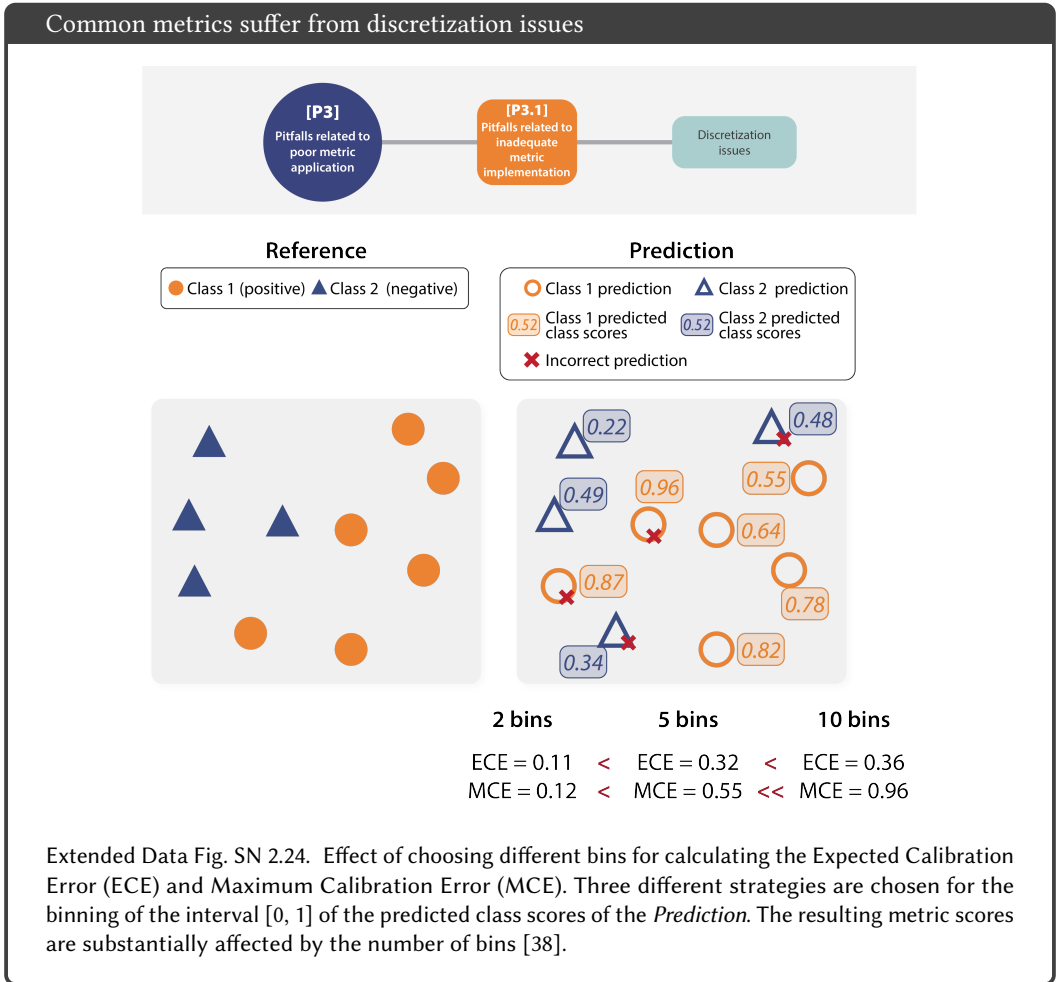 Common metrics suffer from discretization issues
[P3]
Pitfalls related to
poor metric
application
[P3.1]
Pitfalls related to
inadequate
metric
implementation
Discretization
issues
Reference
Prediction
Class 1 (positive)
Class 2 (negative)
Class 1 prediction
Class 2 prediction
0.52
Class 1 predicted
class scores
0.52
Class 2 predicted
class scores
Incorrect prediction
0.22
0.48
0.55
0.49
0.96
0.64
0.87
0.78
0.34
0.82
2 bins
5 bins
10 bins
ECE = 0.11 < ECE = 0.32 < ECE = 0.36
MCE = 0.12 < MCE = 0.55 << MCE = 0.96
Extended Data Fig. SN 2.24. Effect of choosing different bins for calculating the Expected Calibration
Error (ECE) and Maximum Calibration Error (MCE). Three different strategies are chosen for the
binning of the interval [0, 1] of the predicted class scores of the Prediction. The resulting metric scores
are substantially affected by the number of bins [38].